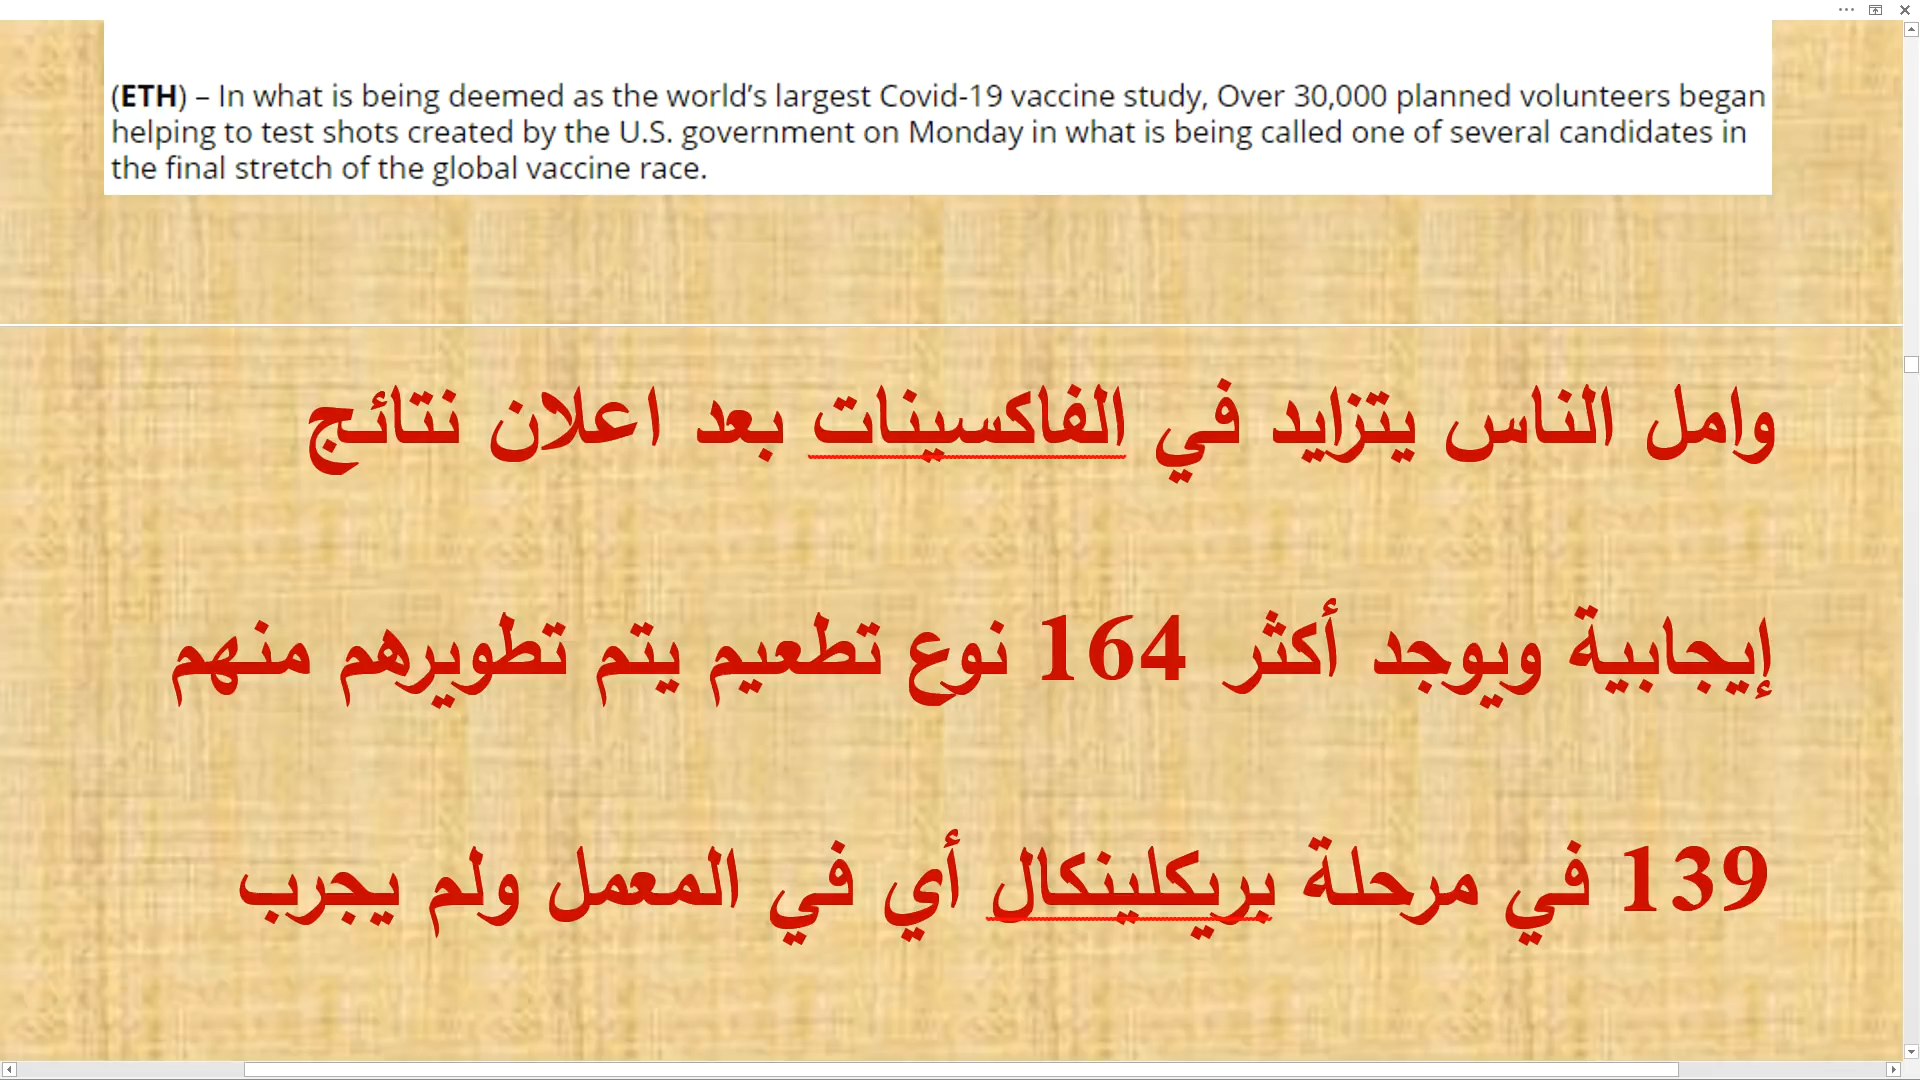 (ETH) – In what is being deemed as the world’s largest Covid-19 vaccine study, Over 30,000 planned volunteers began
helping to test shots created by the U.S. government on Monday in what is being called one of several candidates in
the final stretch of the global vaccine race.
وامل الناس يتزايد في الفاكسينات بعد اعلان نتائج
إيجابية ويوجد أكثر 164 نوع تطعيم يتم تطويرهم منهم
139 في مرحلة بريكلينكال أي في المعمل ولم يجرب